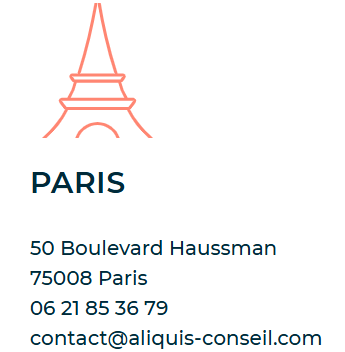 PARIS
50 Boulevard Haussman
75008 Paris
06 21 85 36 79
contact@aliquis-conseil.com